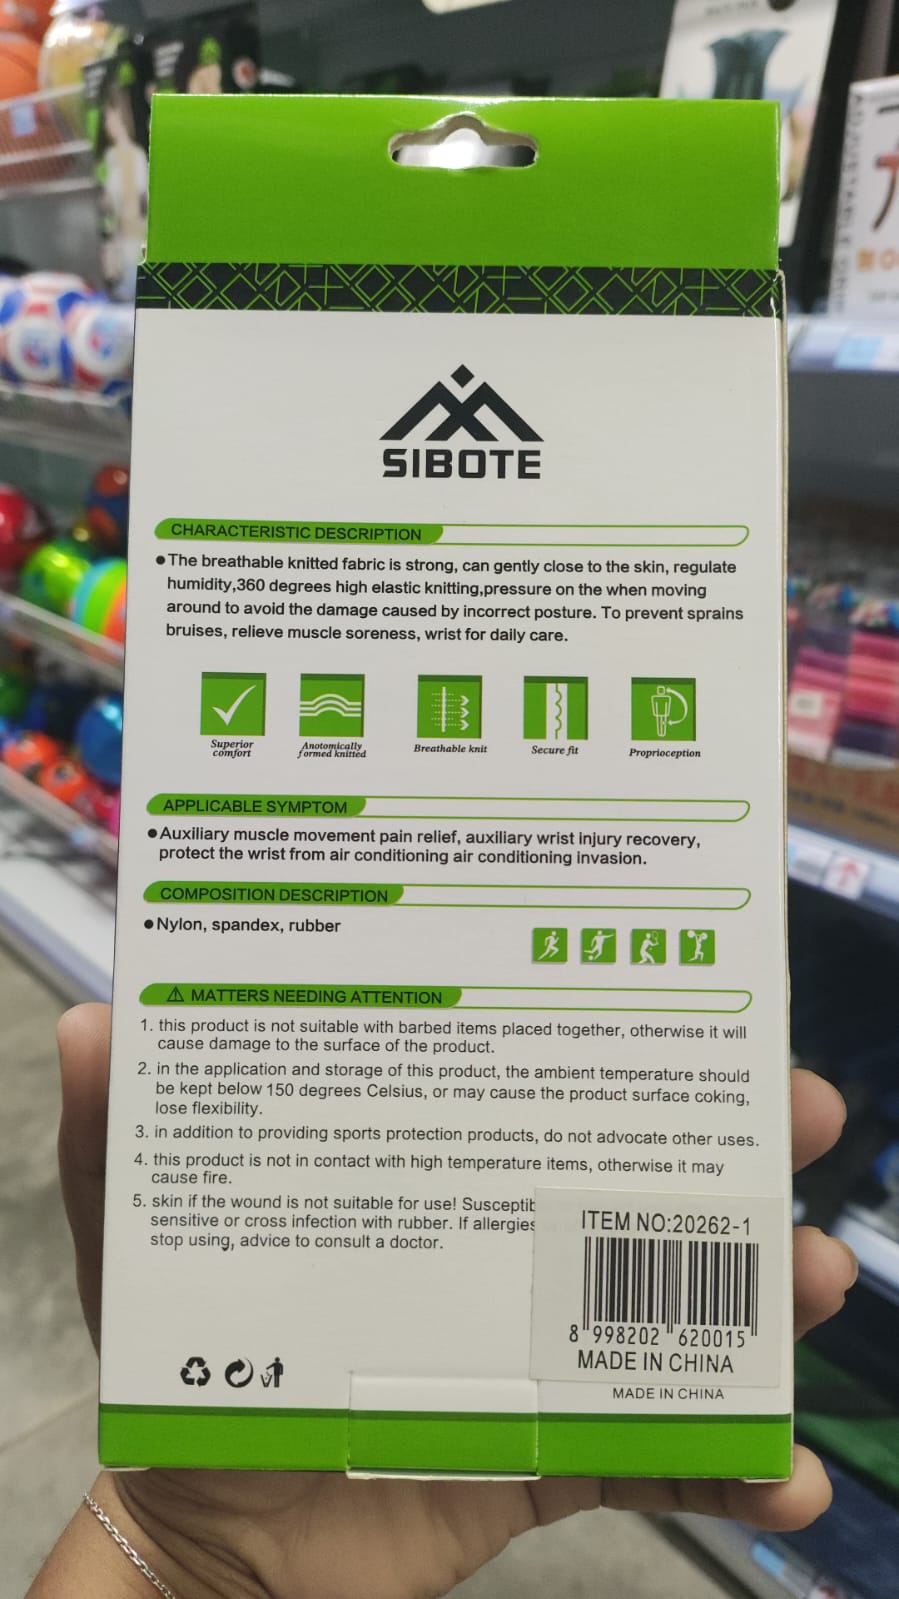 SIBOTE
CHARACTERISTIC DESCRIPTION
●The breathable knitted fabric is strong, can gently close to the skin, regulate
humidity,360 degrees high elastic knitting,pressure on the when moving
around to avoid the damage caused by incorrect posture. To prevent sprains
bruises, relieve muscle soreness, wrist for daily care.
Superior
comfort
Anotomically
formed knitted
Breathable knit
Secure fit
Proprioception
APPLICABLE SYMPTOM
●Auxiliary muscle movement pain relief, auxiliary wrist injury recovery,
protect the wrist from air conditioning air conditioning invasion.
COMPOSITION DESCRIPTION
●Nylon, spandex, rubber
⚠ MATTERS NEEDING ATTENTION
1. this product is not suitable with barbed items placed together, otherwise it will
cause damage to the surface of the product.
2. in the application and storage of this product, the ambient temperature should
be kept below 150 degrees Celsius, or may cause the product surface coking,
lose flexibility.
3. in addition to providing sports protection products, do not advocate other uses.
4. this product is not in contact with high temperature items, otherwise it may
cause fire.
5. skin if the wound is not suitable for use! Susceptib
sensitive or cross infection with rubber. If allergies
stop using, advice to consult a doctor.
ITEM NO:20262-1
8 998202 620015
MADE IN CHINA
MADE IN CHINA